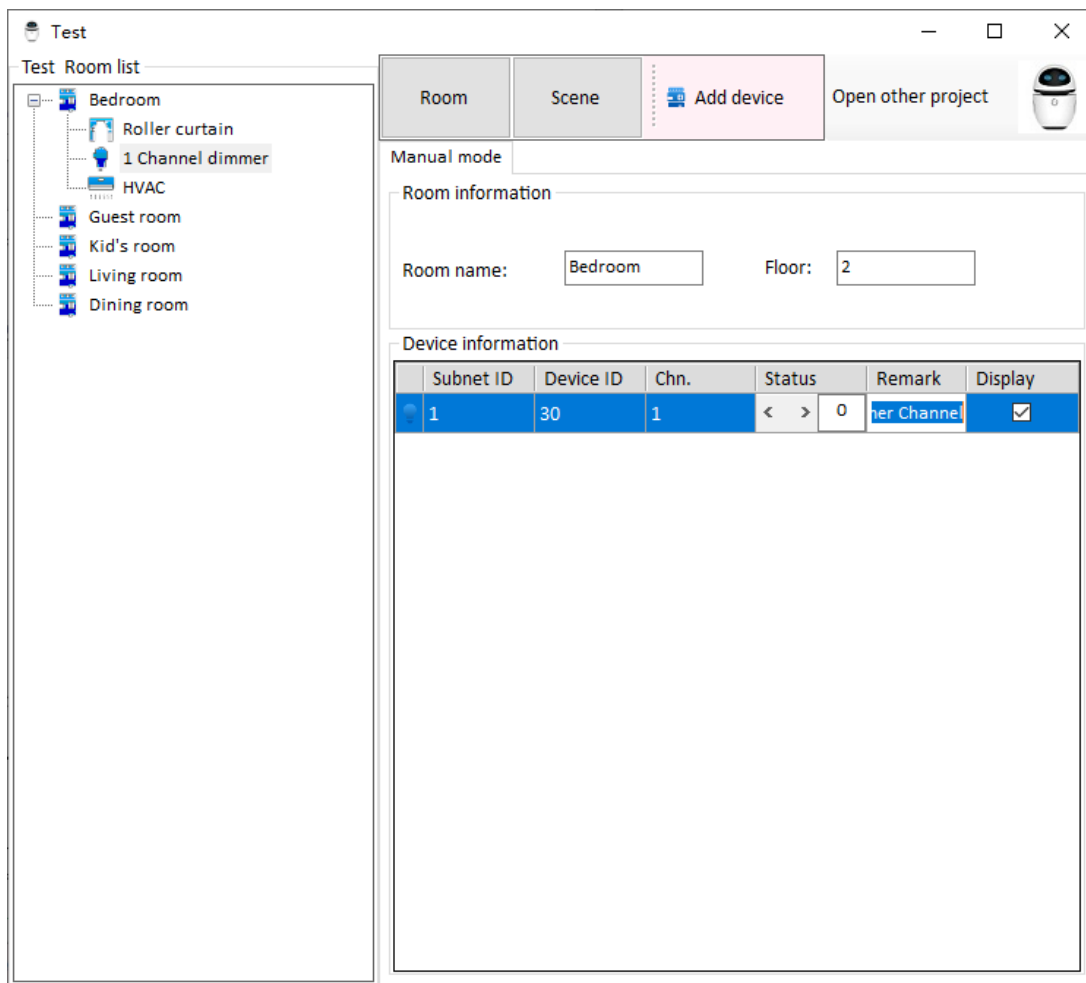 Test
Test Room list
Bedroom
Roller curtain
1 Channel dimmer
HVAC
Guest room
Kid's room
Living room
Dining room
Room
Scene
Add device
Open other project
Manual mode
Room information
Room name:
Bedroom
Floor:
2
Device information
Subnet ID Device ID Chn. Status Remark Display
1 30 1 < > 0 Channel